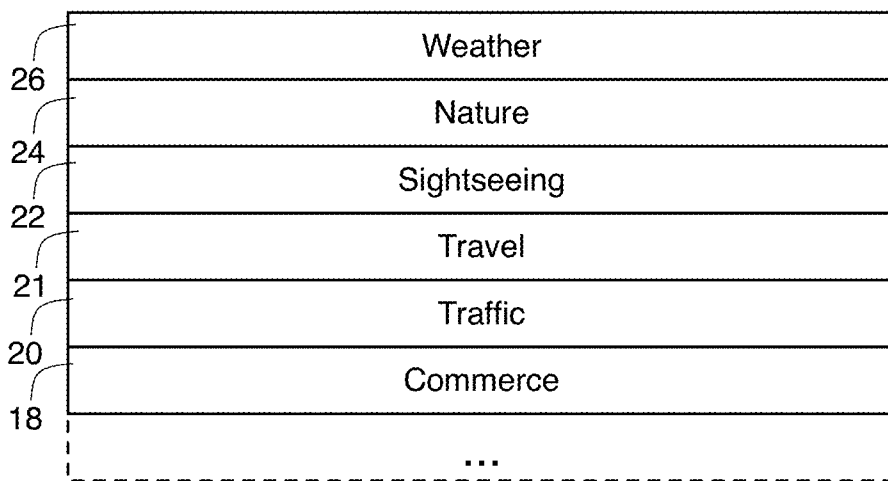 Weather
26
Nature
24
Sightseeing
22
Travel
21
Traffic
20
Commerce
18
...